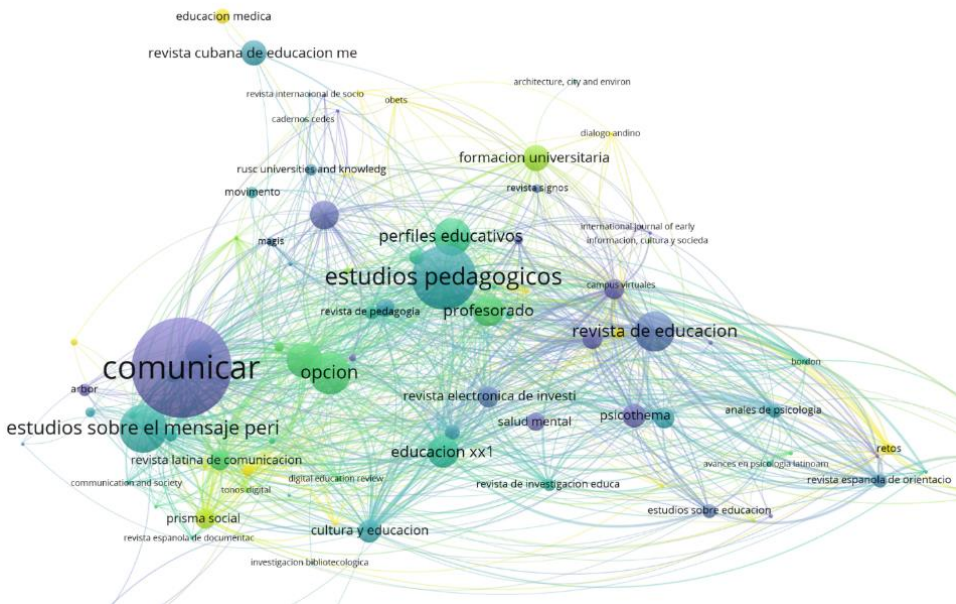 educacion medica
revista cubana de educacion me
architecture, city and environ
revista internacional de socio
obets
cadernos cedes
dialogo andino
formacion universitaria
rusc universities and knowledg
revista signos
movimento
international journal of early
perfiles educativos
magis
informacion, cultura y socieda
estudios pedagogicos
campus virtuales
revista de pedagogia
profesorado
revista de educacion
comunicar
bordon
opcion
arbor
revista electronica de investi
anales de psicologia
psicothema
salud mental
estudios sobre el mensaje peri
retos
educacion xx1
revista latina de comunicacion
avances en psicologia latinoam
digital education review
revista española de orientacio
communication and society
tonos digital
revista de investigacion educa
estudios sobre educacion
prisma social
cultura y educacion
revista espanola de documentac
investigacion bibliotecologica